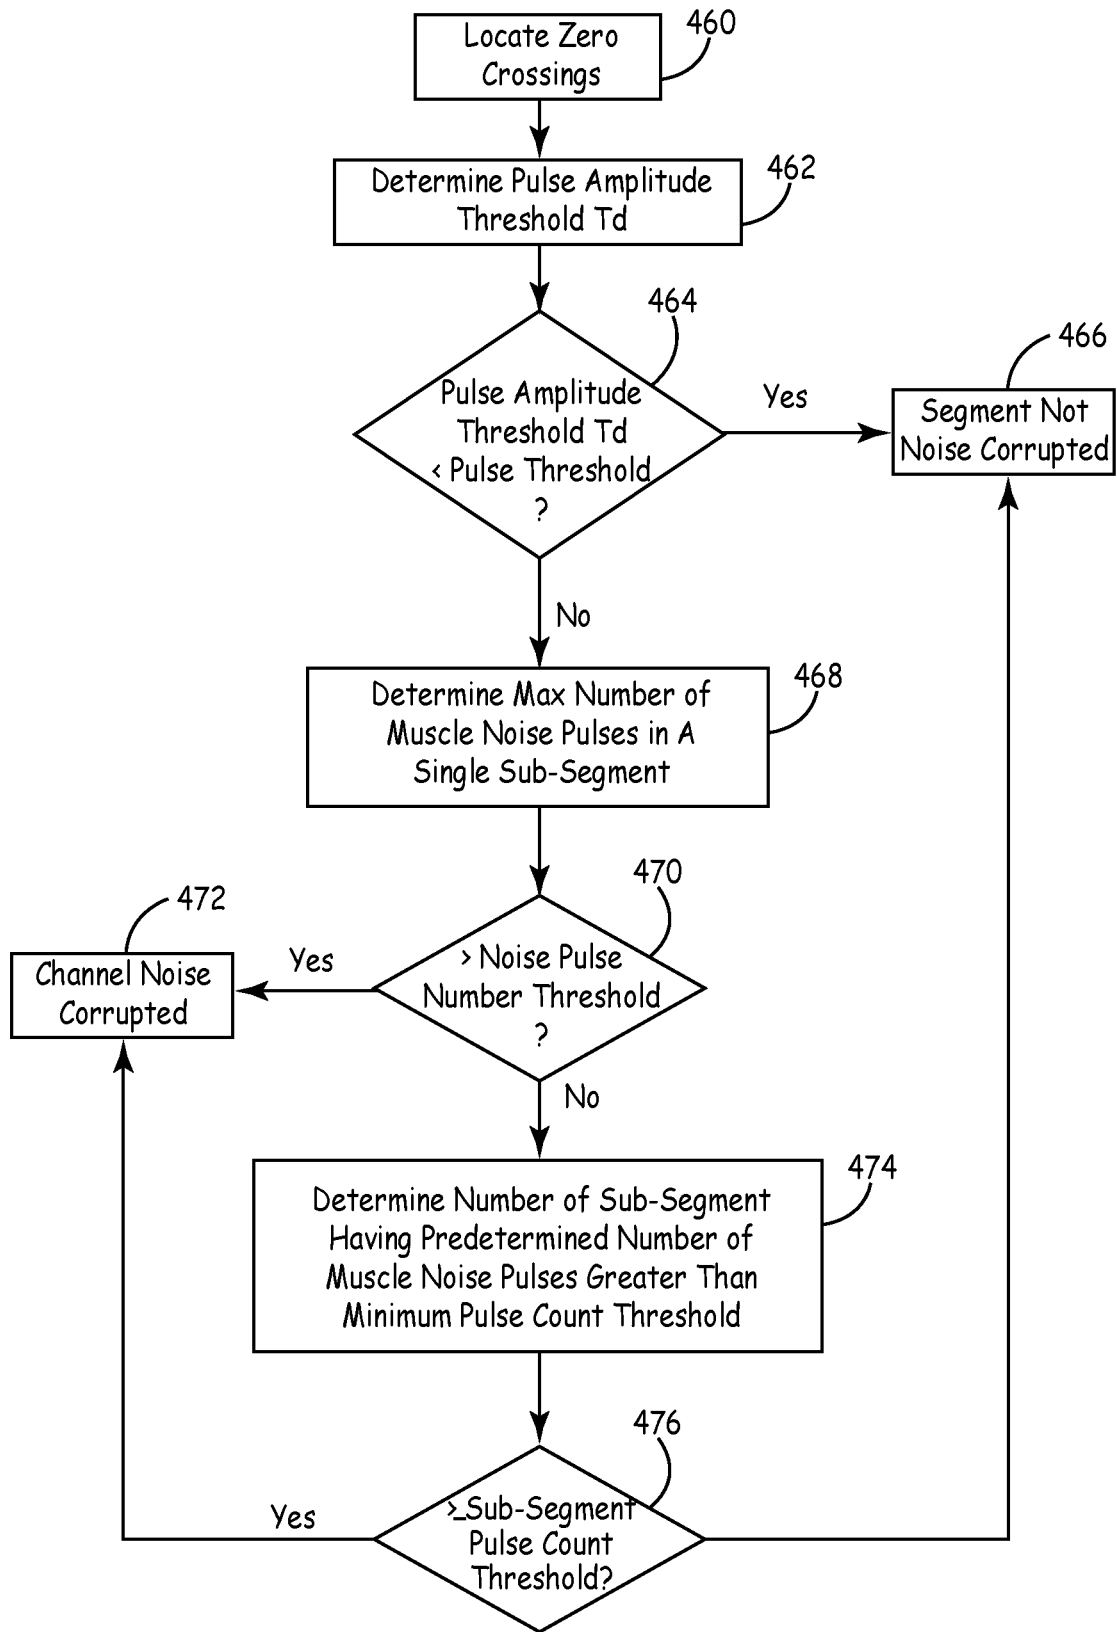 460
Locate Zero
Crossings
462
Determine Pulse Amplitude
Threshold Td
464
Pulse Amplitude
Threshold Td
< Pulse Threshold
?
Yes
466
Segment Not
Noise Corrupted
No
468
Determine Max Number of
Muscle Noise Pulses in A
Single Sub-Segment
470
> Noise Pulse
Number Threshold
?
Yes
472
Channel Noise
Corrupted
No
474
Determine Number of Sub-Segment
Having Predetermined Number of
Muscle Noise Pulses Greater Than
Minimum Pulse Count Threshold
476
≥ Sub-Segment
Pulse Count
Threshold?
Yes